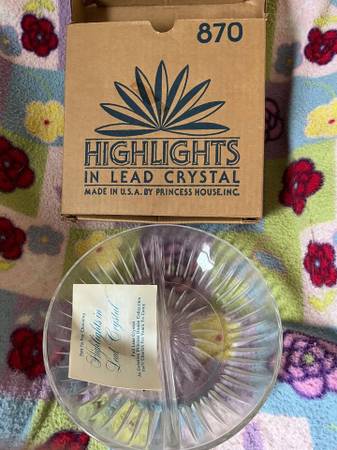 870
HIGHLIGHTS
IN LEAD CRYSTAL
MADE IN U.S.A. BY PRINCESS HOUSE, INC.
Highlights in
Lead Crystal